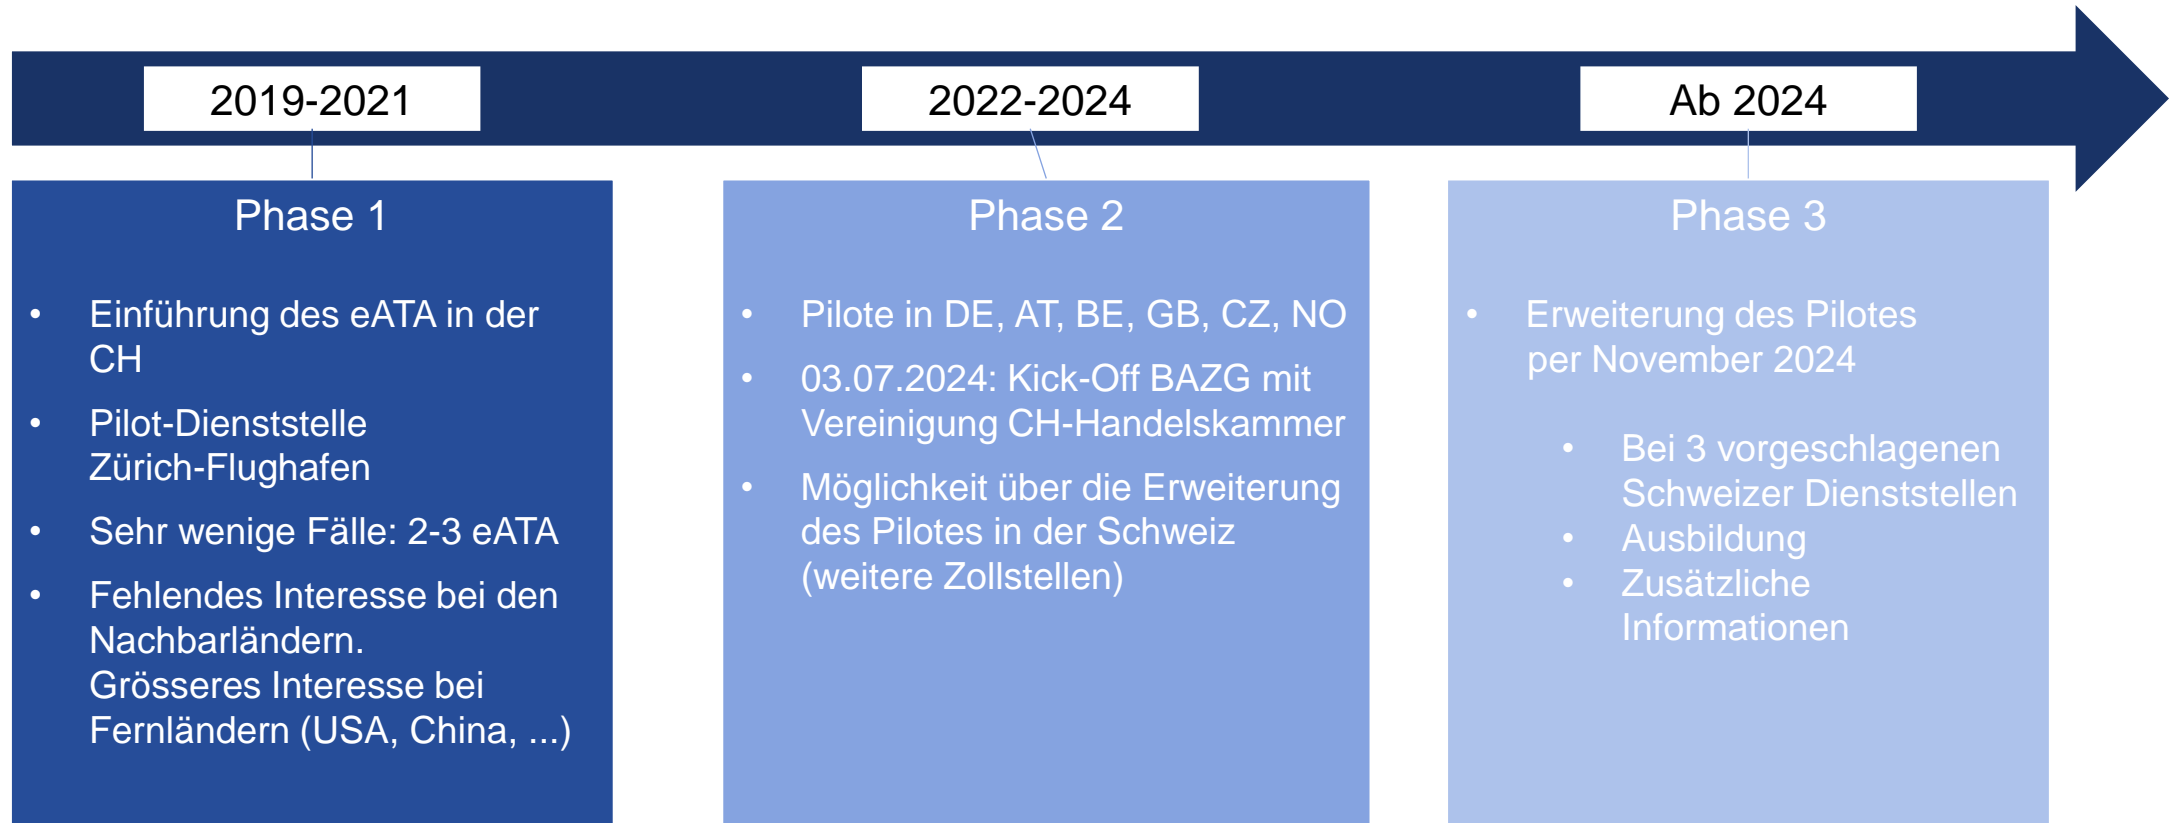 2019-2021
2022-2024
Ab 2024
Phase 1
• Einführung des eATA in der
CH
• Pilot-Dienststelle
Zürich-Flughafen
• Sehr wenige Fälle: 2-3 eATA
• Fehlendes Interesse bei den
Nachbarländern.
Grösseres Interesse bei
Fernländern (USA, China, ...)
Phase 2
• Pilote in DE, AT, BE, GB, CZ, NO
• 03.07.2024: Kick-Off BAZG mit
Vereinigung CH-Handelskammer
• Möglichkeit über die Erweiterung
des Pilotes in der Schweiz
(weitere Zollstellen)
Phase 3
• Erweiterung des Pilotes
per November 2024
• Bei 3 vorgeschlagenen
Schweizer Dienststellen
• Ausbildung
• Zusätzliche
Informationen